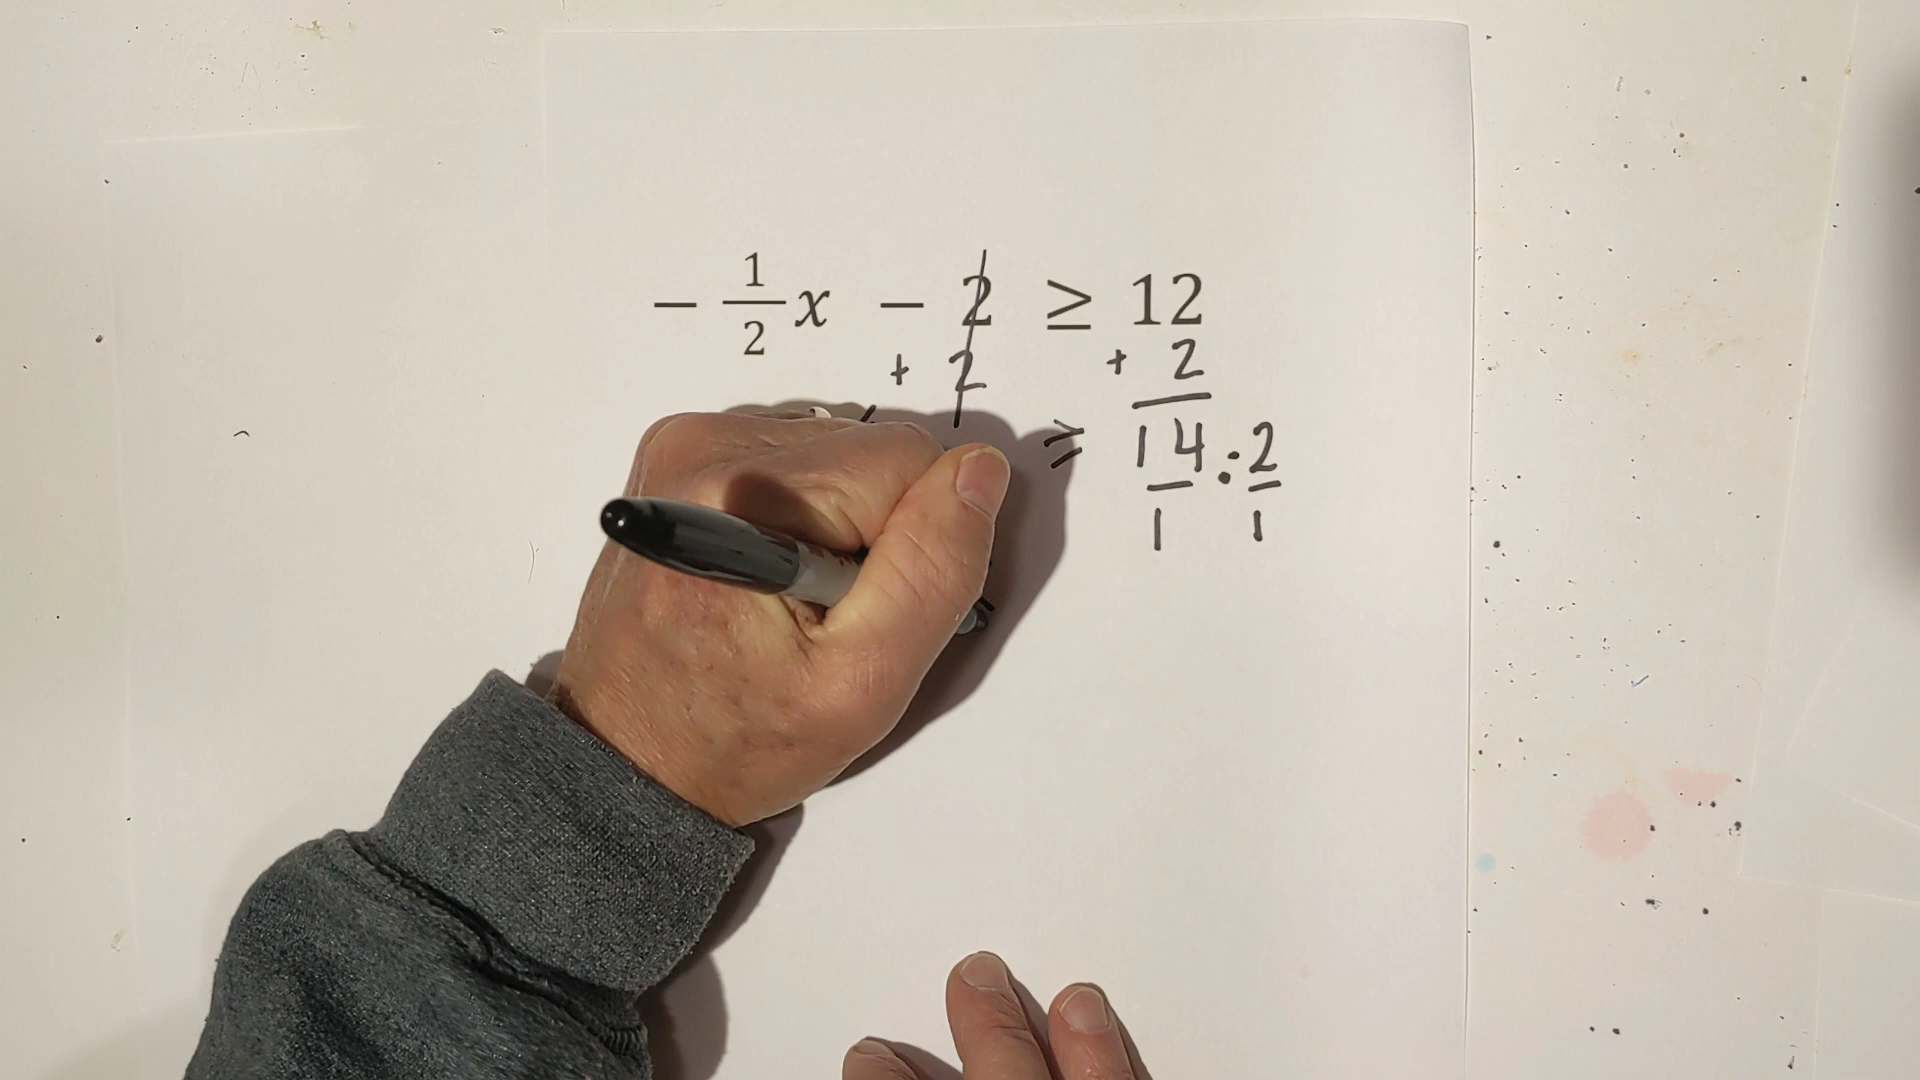 − 1/2 x − 2 ≥ 12
+ 2 + 2
≥ 14/1 · 2/1